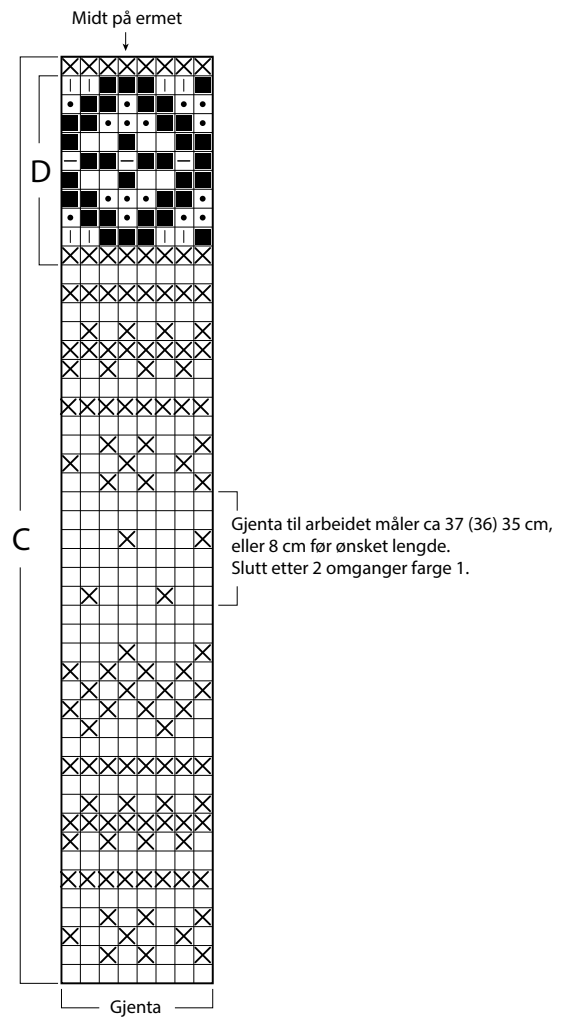 Midt på ermet
D
C
Gjenta til arbeidet måler ca 37 (36) 35 cm,
eller 8 cm før ønsket lengde.
Slutt etter 2 omganger farge 1.
Gjenta